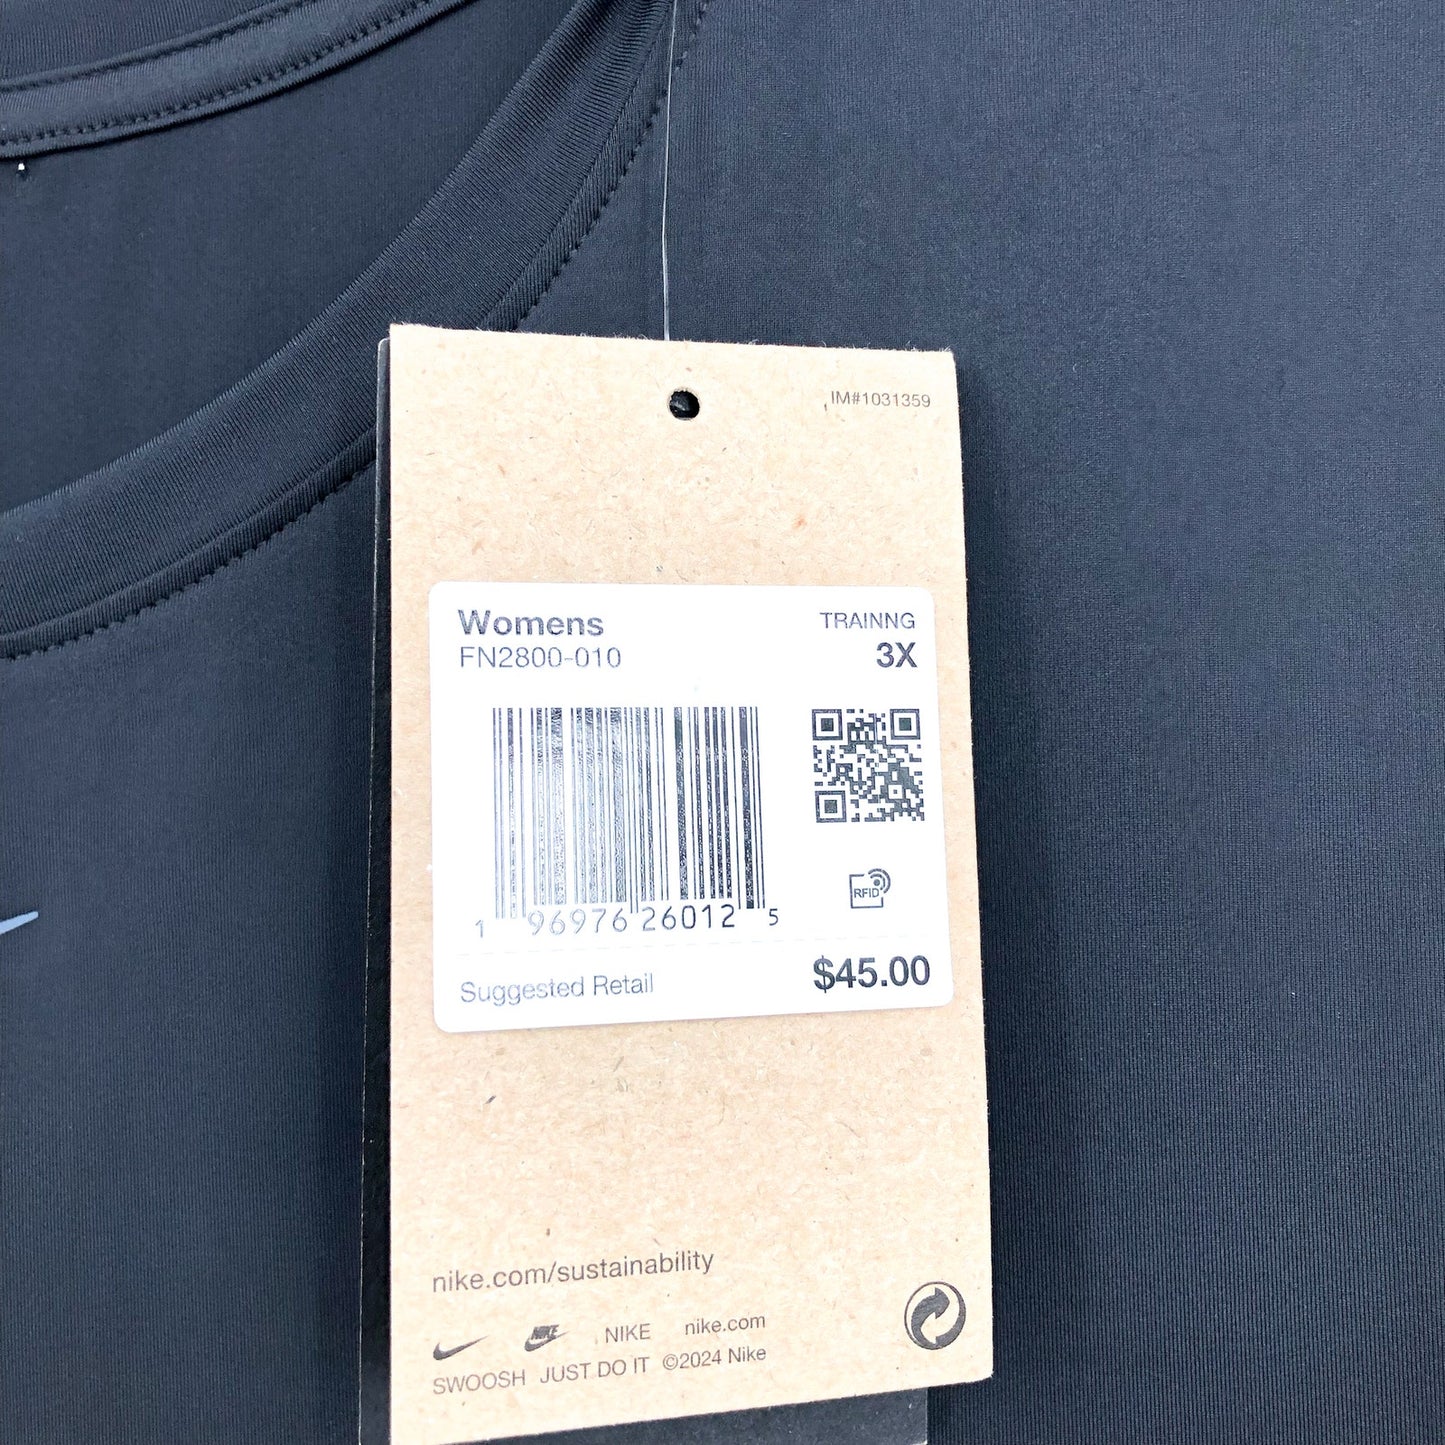 IM#1031359
Womens TRAINNG
FN2800-010 3X
RFID
1 96976 26012 5
Suggested Retail $45.00
nike.com/sustainability
NIKE NIKE nike.com
SWOOSH JUST DO IT ©2024 Nike